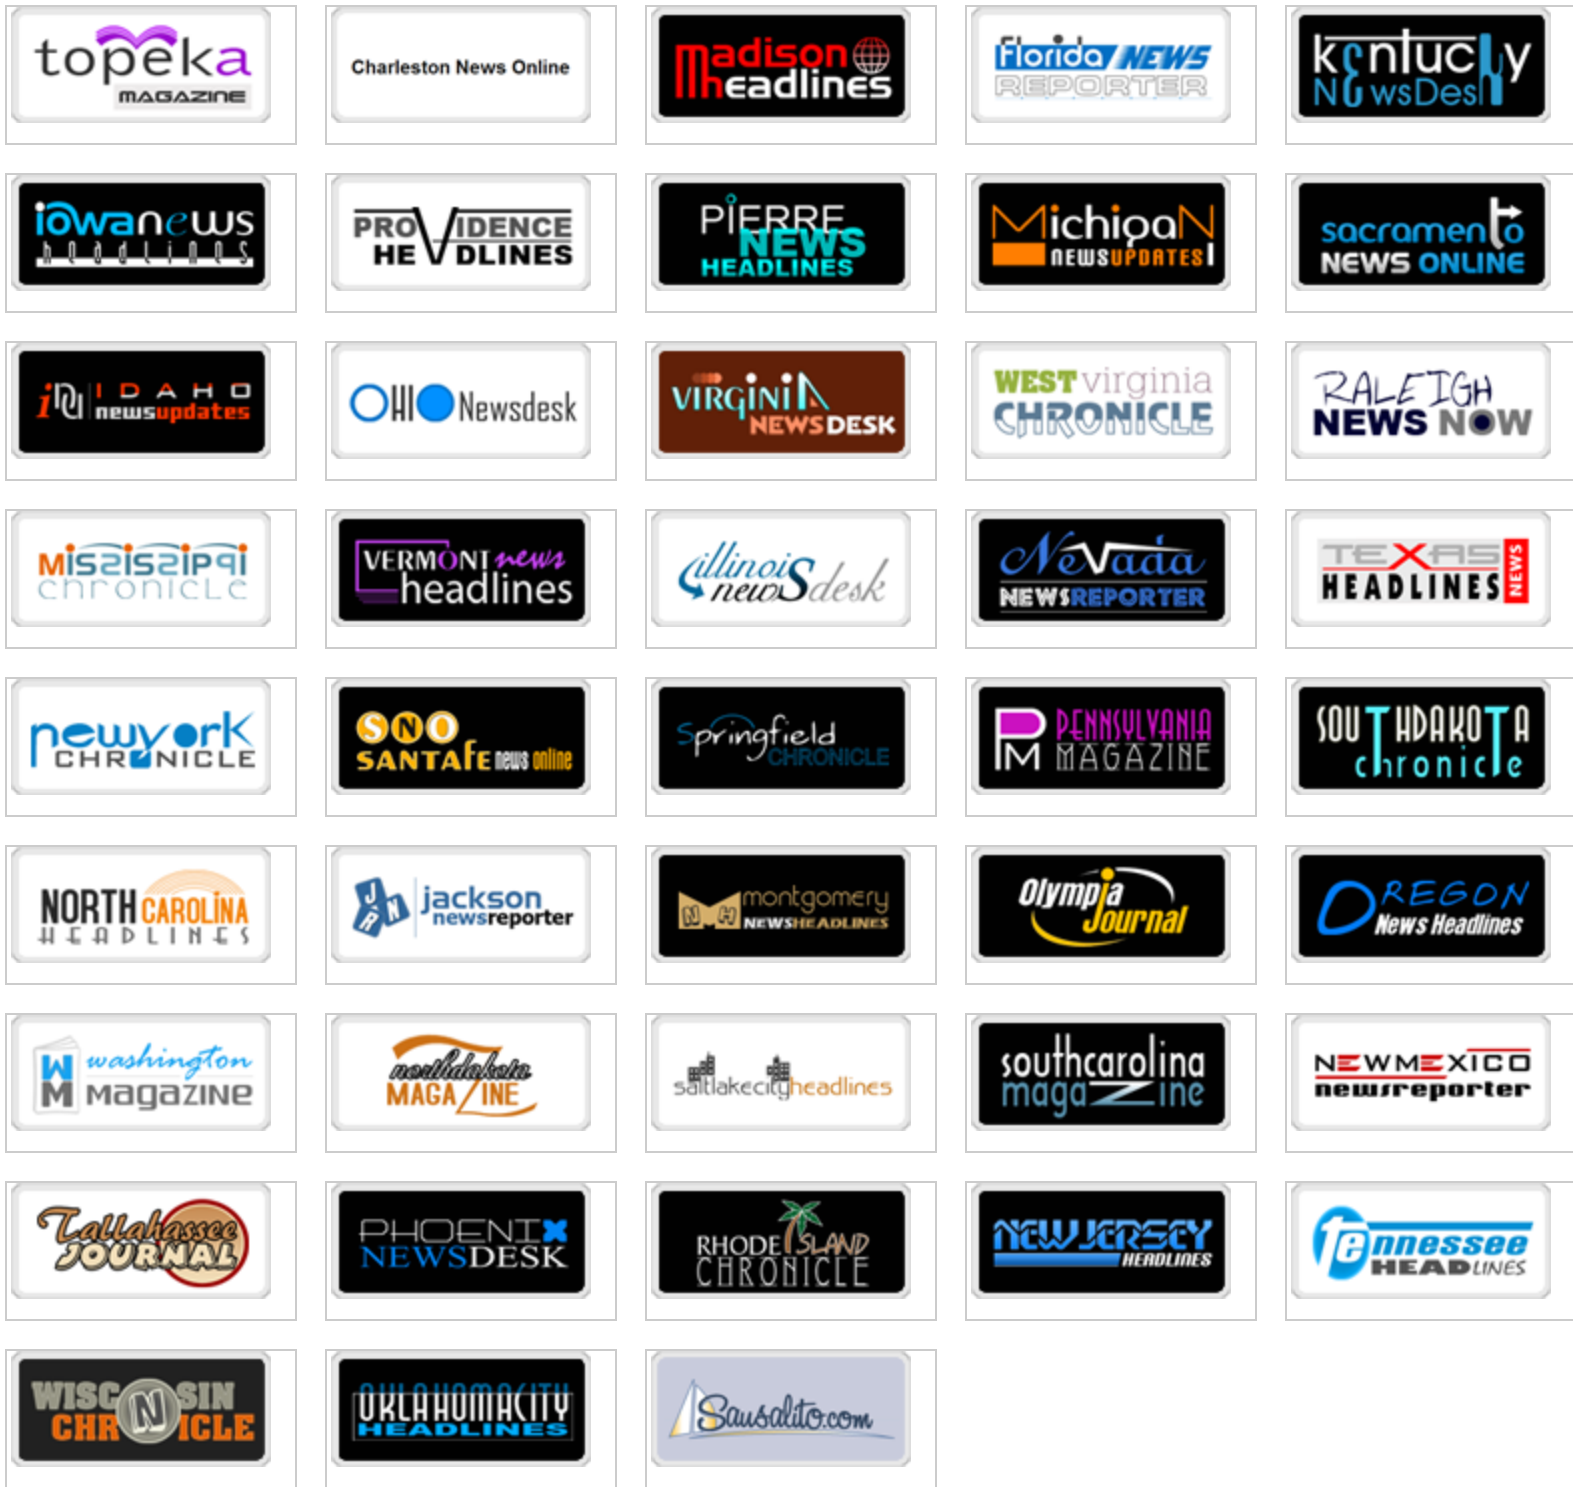 topeka
MAGAZINE
Charleston News Online
madison
headlines
Florida NEWS
REPORTER
kentucky
NEwsDesk
iowanews
headlines
PROVIDENCE
HEADLINES
PIERRE
NEWS
HEADLINES
MichigaN
NEWSUPDATES
sacramento
NEWS ONLINE
iNU IDAHO
newsupdates
OHIO Newsdesk
VIRGINIA
NEWSDESK
WEST virginia
CHRONICLE
RALEIGH
NEWS NOW
Mississippi
chronicle
VERMONT news
headlines
illinois
newsdesk
Nevada
NEWSREPORTER
TEXAS
HEADLINES NEWS
newyork
CHRONICLE
SNO
SANTAfe news online
Springfield
CHRONICLE
PM PENNSYLVANIA
MAGAZINE
SOUTHDAKOTA
chronicle
NORTH CAROLINA
HEADLINES
JNR jackson
newsreporter
NH montgomery
NEWSHEADLINES
Olympia
Journal
OREGON
News Headlines
WM washington
MAGAZINE
northdakota
MAGAZINE
saltlakecityheadlines
southcarolina
magaZine
NEWMEXICO
newsreporter
Tallahassee
JOURNAL
PHOENIX
NEWSDESK
RHODE ISLAND
CHRONICLE
NEWJERSEY
HEADLINES
Tennessee
HEADLINES
WISCONSIN
CHRONICLE
OKLAHOMACITY
HEADLINES
Sausalito.com